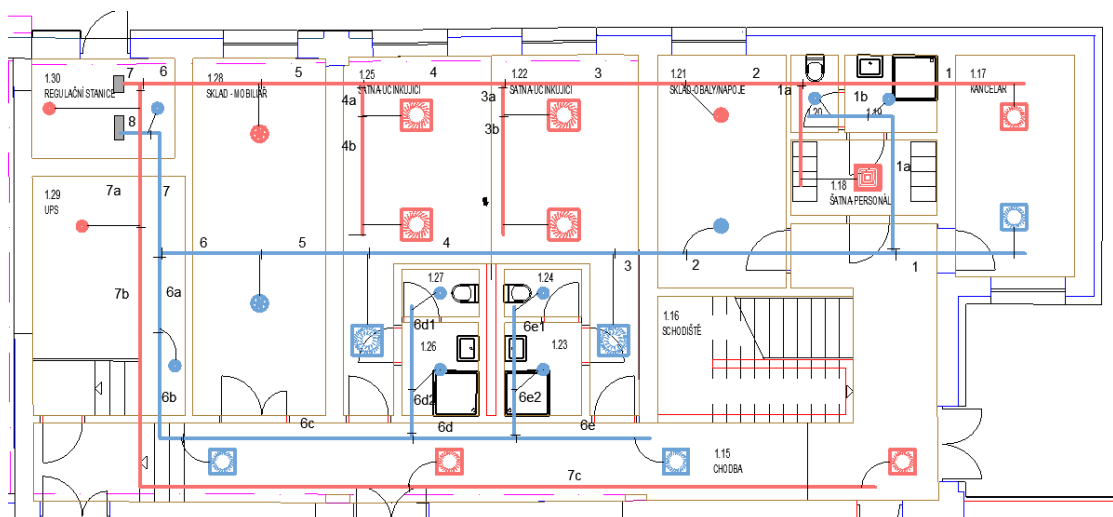 1.30
REGULAČNÍ STANICE
7
6
1.28
SKLAD - MOBILIÁŘ
5
1.25
ŠATNA-ÚČINKUJÍCÍ
4
1.22
ŠATNA-ÚČINKUJÍCÍ
3
1.21
SKLAD-OBALY/NÁPOJE
2
1a
1b
1
1.17
KANCELÁŘ
4a
3a
1.20
1.19
8
4b
3b
1a
7a
7
1.29
UPS
1.18
ŠATNA-PERSONÁL
6
5
4
3
2
1
7b
6a
1.27
1.24
6d1
6e1
1.16
SCHODIŠTĚ
1.26
1.23
6b
6d2
6e2
6c
6d
6e
1.15
CHODBA
7c